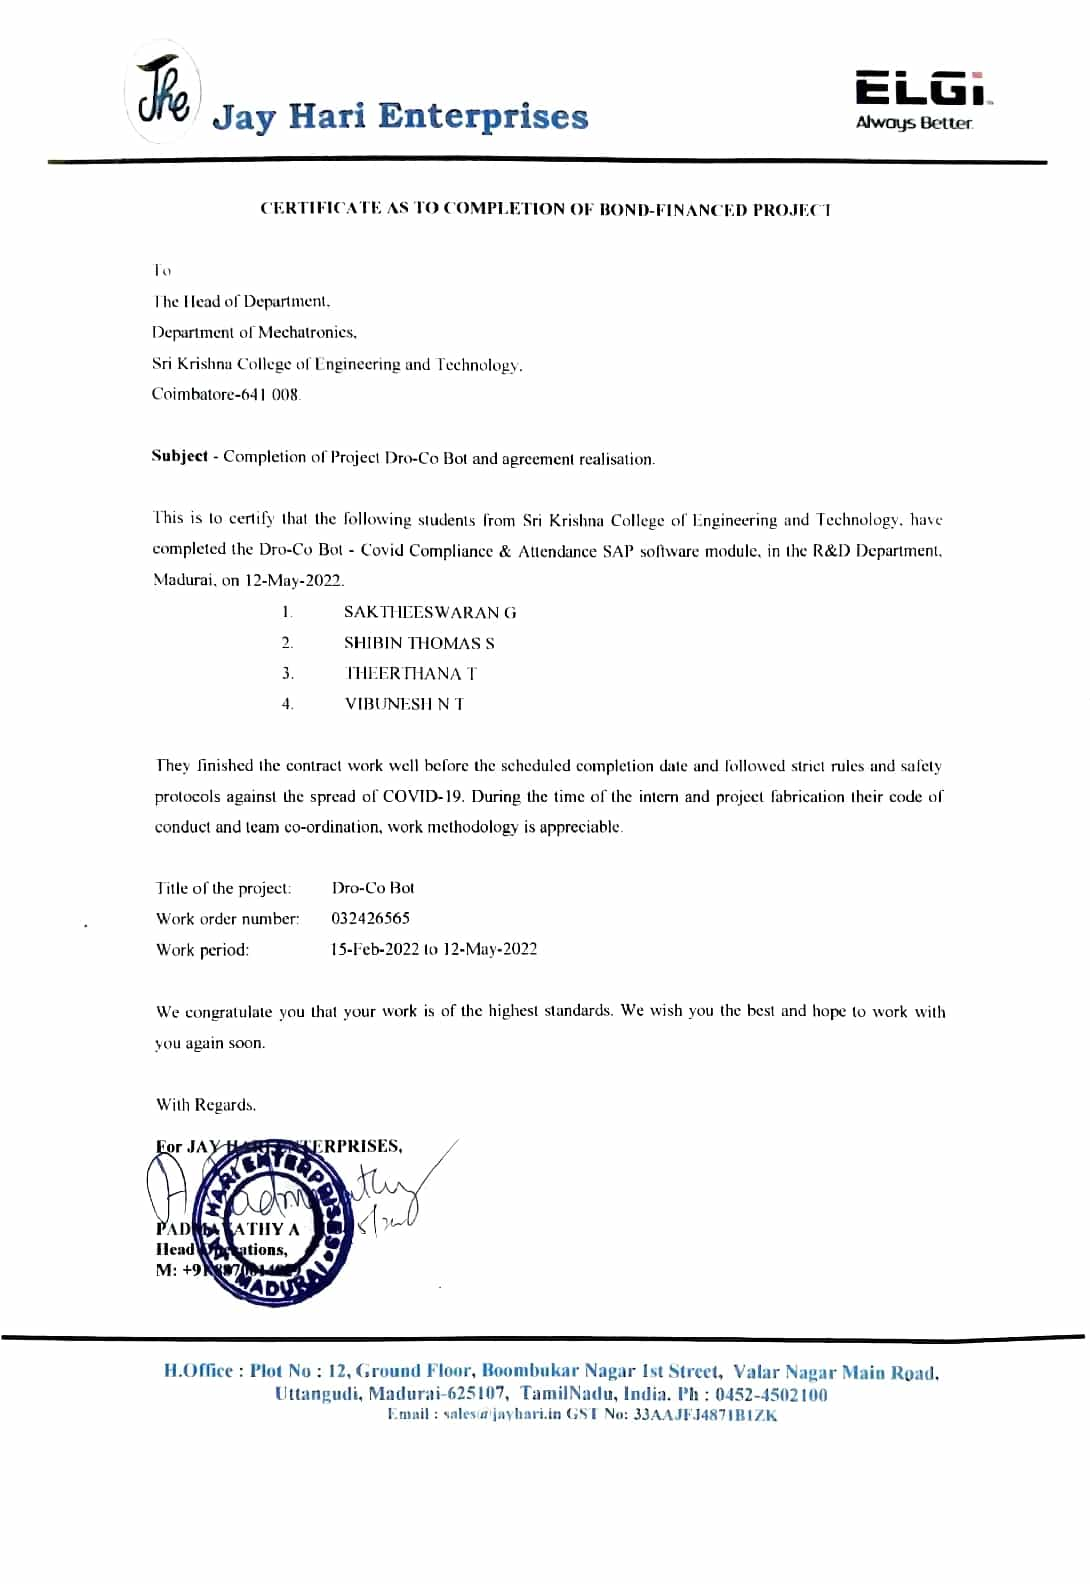 The Jay Hari Enterprises
ELGi
Always Better.
CERTIFICATE AS TO COMPLETION OF BOND-FINANCED PROJECT
To
The Head of Department,
Department of Mechatronics,
Sri Krishna College of Engineering and Technology,
Coimbatore-641 008.
Subject - Completion of Project Dro-Co Bot and agreement realisation.
This is to certify that the following students from Sri Krishna College of Engineering and Technology, have
completed the Dro-Co Bot - Covid Compliance & Attendance SAP software module, in the R&D Department,
Madurai, on 12-May-2022.
1. SAKTHEESWARAN G
2. SHIBIN THOMAS S
3. THEERTHANA T
4. VIBUNESH N T
They finished the contract work well before the scheduled completion date and followed strict rules and safety
protocols against the spread of COVID-19. During the time of the intern and project fabrication their code of
conduct and team co-ordination, work methodology is appreciable.
Title of the project: Dro-Co Bot
Work order number: 032426565
Work period: 15-Feb-2022 to 12-May-2022
We congratulate you that your work is of the highest standards. We wish you the best and hope to work with
you again soon.
With Regards,
For JAY HARI ENTERPRISES,
PADMAVATHY A
Head Operations,
M:
JAY HARI ENTERPRISES
MADURAI
H.Office : Plot No : 12, Ground Floor, Boombukar Nagar 1st Street, Valar Nagar Main Road,
Uttangudi, Madurai-625107, TamilNadu, India. Ph : 0452-4502100
Email : sales@jayhari.in GST No: 33AAJFJ4871B1ZK